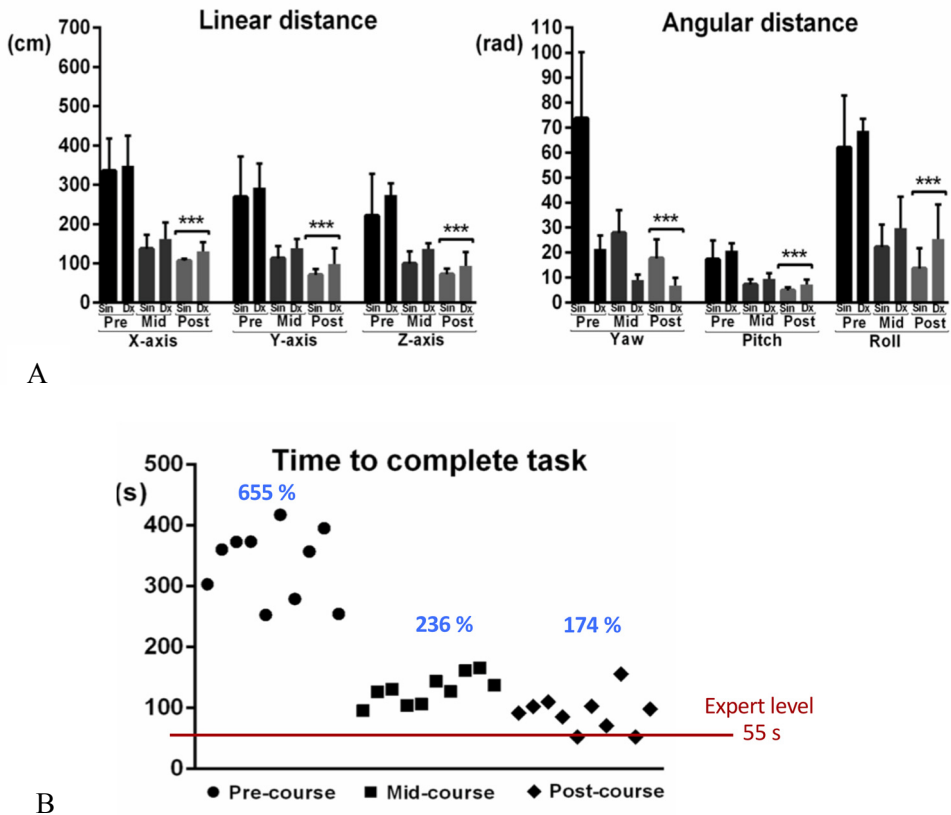 Linear distance
(cm)
700
600
500
400
300
200
100
0
***
***
***
Sin Dx Sin Dx Sin Dx Sin Dx Sin Dx Sin Dx Sin Dx Sin Dx Sin Dx
Pre Mid Post Pre Mid Post Pre Mid Post
X-axis Y-axis Z-axis
Angular distance
(rad)
110
100
90
80
70
60
50
40
30
20
10
0
***
***
***
Sin Dx Sin Dx Sin Dx Sin Dx Sin Dx Sin Dx Sin Dx Sin Dx Sin Dx
Pre Mid Post Pre Mid Post Pre Mid Post
Yaw Pitch Roll
A
Time to complete task
(s)
500
400
300
200
100
0
655 %
236 %
174 %
Expert level
55 s
Pre-course Mid-course Post-course
B